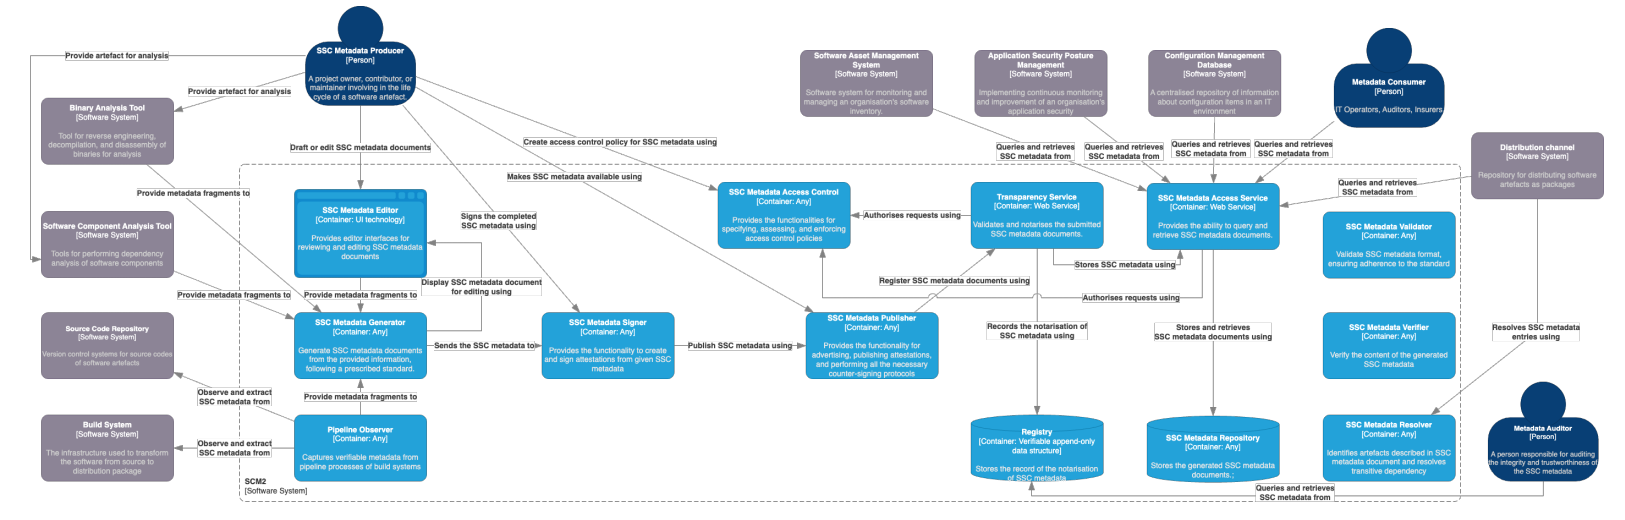 SSC Metadata Producer
[Person]
A project owner, contributor, or
maintainer involving in the life
cycle of a software artefact.
Provide artefact for analysis
Provide artefact for analysis
Binary Analysis Tool
[Software System]
Tool for reverse engineering,
decompilation, and disassembly of
binaries for analysis
Software Asset Management
System
[Software System]
Software system for monitoring and
managing an organisation's software
inventory.
Application Security Posture
Management
[Software System]
Implementing continuous monitoring
and improvement of an organisation's
application security
Configuration Management
Database
[Software System]
A centralised repository of information
about configuration items in an IT
environment
Metadata Consumer
[Person]
IT Operators, Auditors, Insurers
Draft or edit SSC metadata documents
Create access control policy for SSC metadata using
Makes SSC metadata available using
Queries and retrieves
SSC metadata from
Queries and retrieves
SSC metadata from
Queries and retrieves
SSC metadata from
Queries and retrieves
SSC metadata from
Distribution channel
[Software System]
Repository for distributing software
artefacts as packages
Queries and retrieves
SSC metadata from
Provide metadata fragments to
Software Component Analysis Tool
[Software System]
Tools for performing dependency
analysis of software components
SSC Metadata Editor
[Container: UI technology]
Provides editor interfaces for
reviewing and editing SSC metadata
documents
Signs the completed
SSC metadata using
SSC Metadata Access Control
[Container: Any]
Provides the functionalities for
specifying, assessing, and enforcing
access control policies
Authorises requests using
Transparency Service
[Container: Web Service]
Validates and notarises the submitted
SSC metadata documents.
SSC Metadata Access Service
[Container: Web Service]
Provides the ability to query and
retrieve SSC metadata documents.
SSC Metadata Validator
[Container: Any]
Validate SSC metadata format,
ensuring adherence to the standard
Stores SSC metadata using
Register SSC metadata documents using
Display SSC metadata document
for editing using
Authorises requests using
Provide metadata fragments to
Provide metadata fragments to
Source Code Repository
[Software System]
Version control systems for source codes
of software artefacts
SSC Metadata Generator
[Container: Any]
Generate SSC metadata documents
from the provided information,
following a prescribed standard.
Sends the SSC metadata to
SSC Metadata Signer
[Container: Any]
Provides the functionality to create
and sign attestations from given SSC
metadata
Publish SSC metadata using
SSC Metadata Publisher
[Container: Any]
Provides the functionality for
advertising, publishing attestations,
and performing all the necessary
counter-signing protocols
Records the notarisation of
SSC metadata using
Stores and retrieves
SSC metadata documents using
SSC Metadata Verifier
[Container: Any]
Verify the content of the generated
SSC metadata
Resolves SSC metadata
entries using
Observe and extract
SSC metadata from
Provide metadata fragments to
Build System
[Software System]
The infrastructure used to transform
the software from source to
distribution package
Observe and extract
SSC metadata from
Pipeline Observer
[Container: Any]
Captures verifiable metadata from
pipeline processes of build systems
Registry
[Container: Verifiable append-only
data structure]
Stores the record of the notarisation
of SSC metadata
SSC Metadata Repository
[Container: Any]
Stores the generated SSC metadata
documents.;
SSC Metadata Resolver
[Container: Any]
Identifies artefacts described in SSC
metadata document and resolves
transitive dependency
Metadata Auditor
[Person]
A person responsible for auditing
the integrity and trustworthiness of
the SSC metadata
Queries and retrieves
SSC metadata from
SCM2
[Software System]